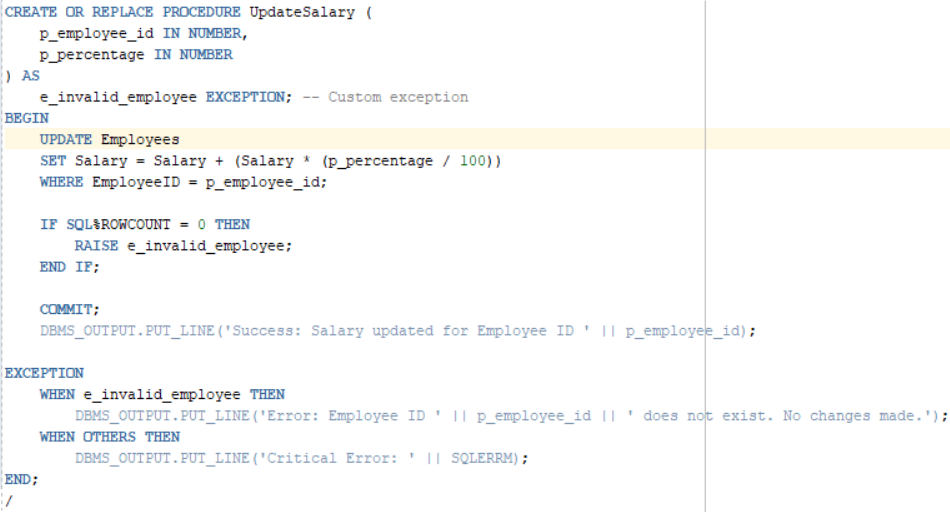 CREATE OR REPLACE PROCEDURE UpdateSalary (
    p_employee_id IN NUMBER,
    p_percentage IN NUMBER
) AS
    e_invalid_employee EXCEPTION; -- Custom exception
BEGIN
    UPDATE Employees
    SET Salary = Salary + (Salary * (p_percentage / 100))
    WHERE EmployeeID = p_employee_id;

    IF SQL%ROWCOUNT = 0 THEN
        RAISE e_invalid_employee;
    END IF;

    COMMIT;
    DBMS_OUTPUT.PUT_LINE('Success: Salary updated for Employee ID ' || p_employee_id);

EXCEPTION
    WHEN e_invalid_employee THEN
        DBMS_OUTPUT.PUT_LINE('Error: Employee ID ' || p_employee_id || ' does not exist. No changes made.');
    WHEN OTHERS THEN
        DBMS_OUTPUT.PUT_LINE('Critical Error: ' || SQLERRM);
END;
/